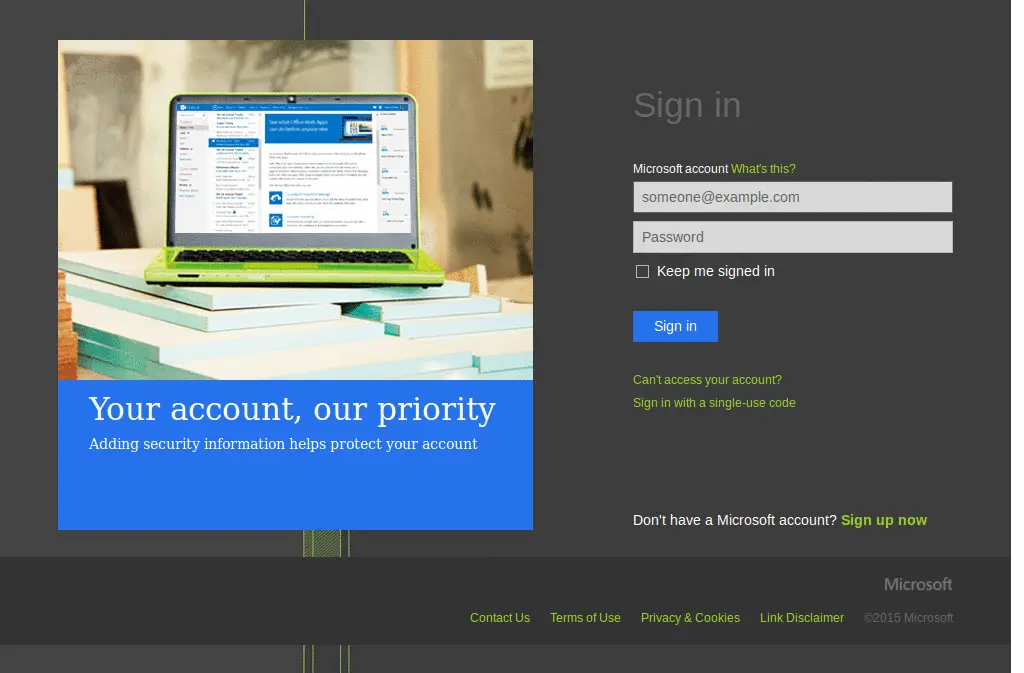 Sign in
Microsoft account What's this?
someone@example.com
Password
Keep me signed in
Sign in
Can't access your account?
Sign in with a single-use code
Your account, our priority
Adding security information helps protect your account
Don't have a Microsoft account? Sign up now
Microsoft
Contact Us Terms of Use Privacy & Cookies Link Disclaimer ©2015 Microsoft